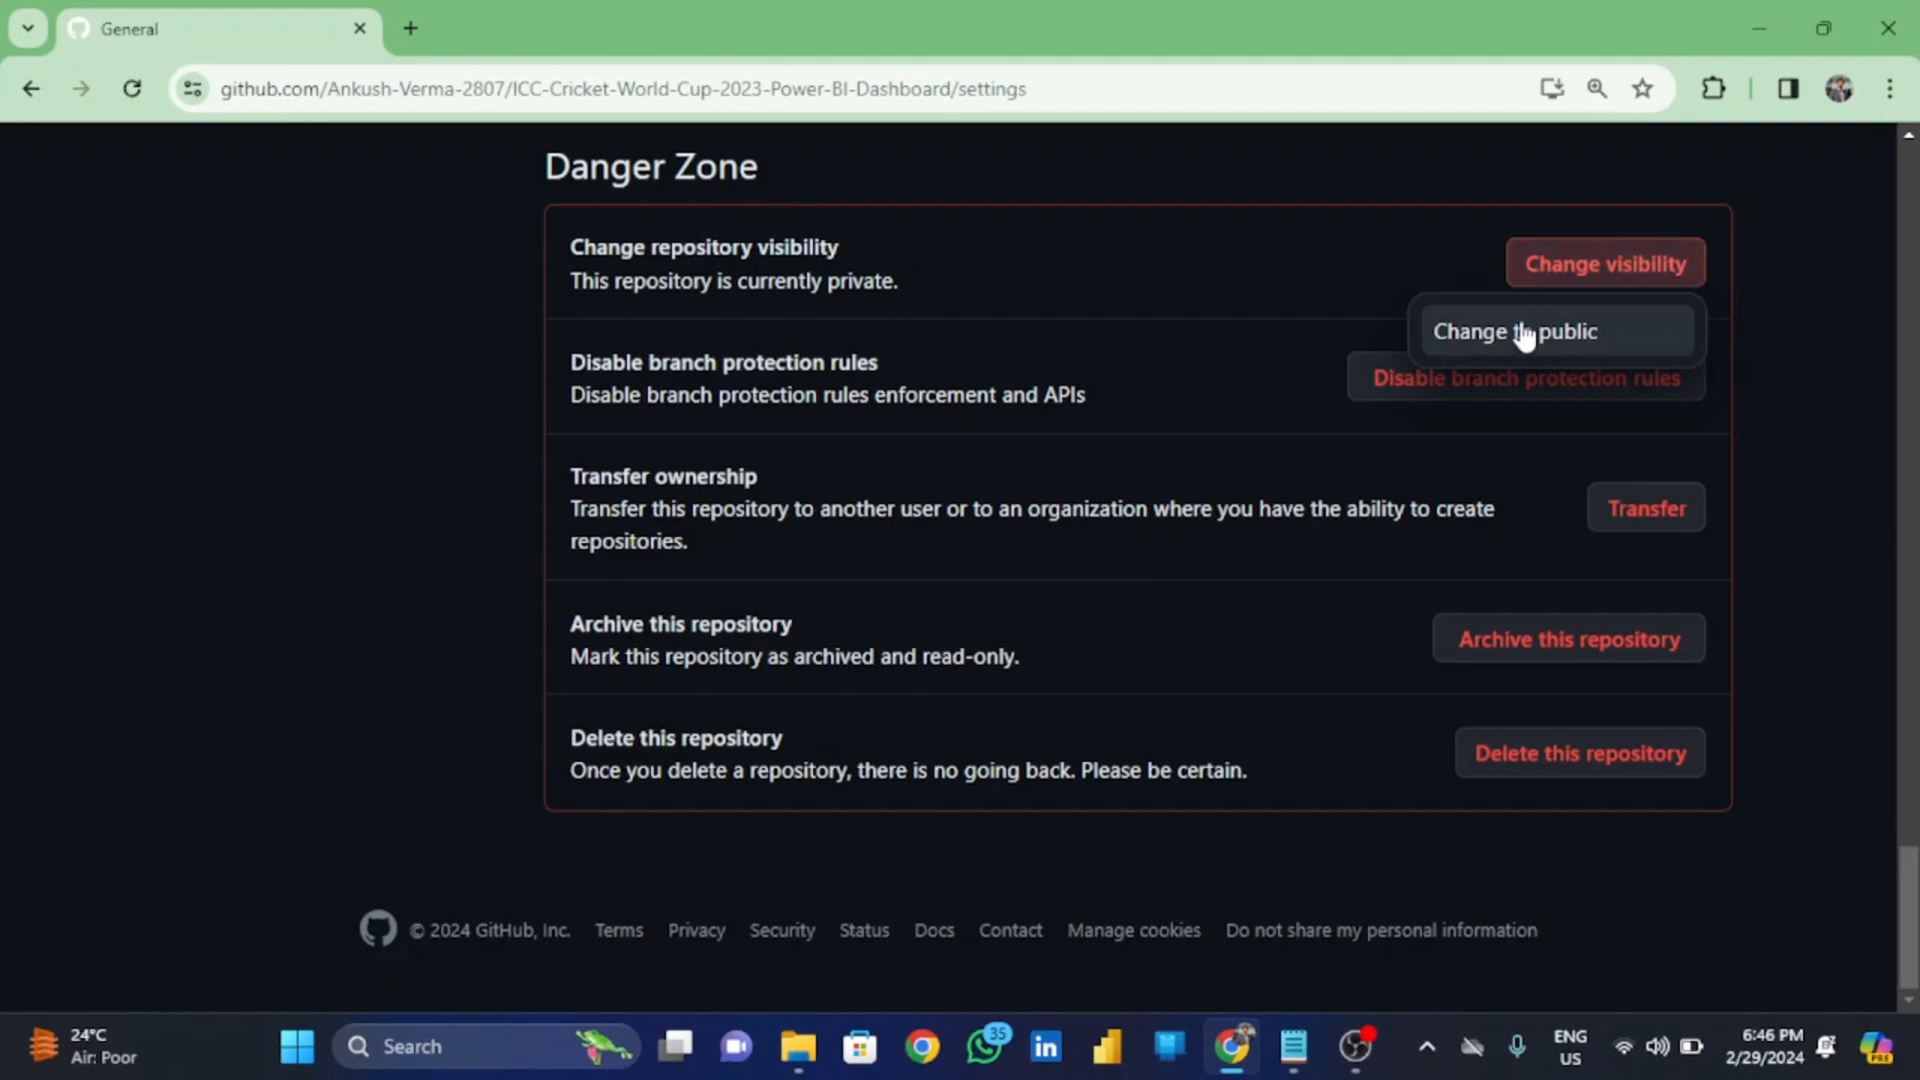 General
github.com/Ankush-Verma-2807/ICC-Cricket-World-Cup-2023-Power-BI-Dashboard/settings
Danger Zone
Change repository visibility
This repository is currently private.
Change visibility
Change to public
Disable branch protection rules
Disable branch protection rules enforcement and APIs
Disable branch protection rules
Transfer ownership
Transfer this repository to another user or to an organization where you have the ability to create
repositories.
Transfer
Archive this repository
Mark this repository as archived and read-only.
Archive this repository
Delete this repository
Once you delete a repository, there is no going back. Please be certain.
Delete this repository
© 2024 GitHub, Inc. Terms Privacy Security Status Docs Contact Manage cookies Do not share my personal information
24°C
Air: Poor
Search
35
ENG
US
6:46 PM
2/29/2024
PRE